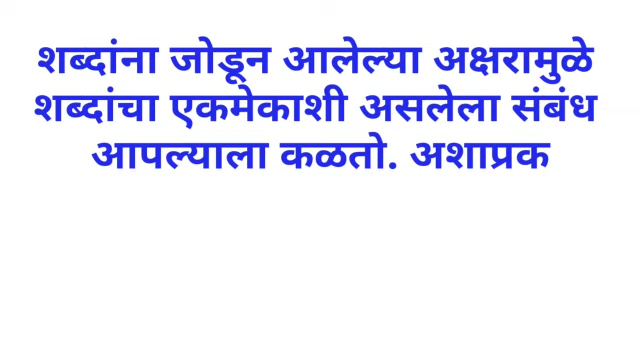 शब्दांना जोडून आलेल्या अक्षरामुळे
शब्दांचा एकमेकाशी असलेला संबंध
आपल्याला कळतो. अशाप्रक